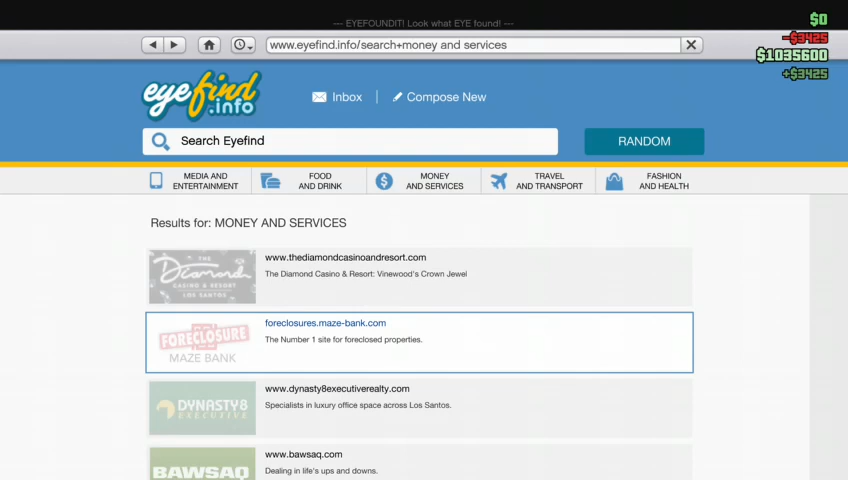 --- EYEFOUNDIT! Look what EYE found! ---
$0
-$3425
$1035600
+$3425
www.eyefind.info/search+money and services
eyefind.info
Inbox
Compose New
Search Eyefind
RANDOM
MEDIA AND ENTERTAINMENT
FOOD AND DRINK
MONEY AND SERVICES
TRAVEL AND TRANSPORT
FASHION AND HEALTH
Results for: MONEY AND SERVICES
THE
Diamond
CASINO & RESORT
LOS SANTOS
www.thediamondcasinoandresort.com
The Diamond Casino & Resort: Vinewood's Crown Jewel
FORECLOSURE
MAZE BANK
foreclosures.maze-bank.com
The Number 1 site for foreclosed properties.
DYNASTY8
EXECUTIVE
www.dynasty8executiverealty.com
Specialists in luxury office space across Los Santos.
BAWSAQ
www.bawsaq.com
Dealing in life's ups and downs.